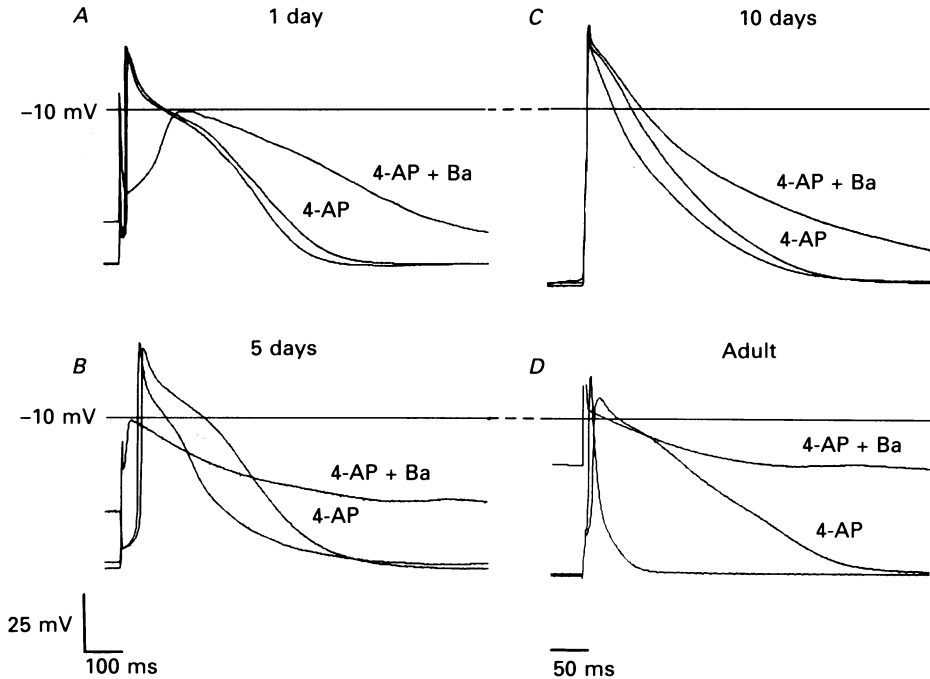 A 1 day
−10 mV
4-AP + Ba
4-AP
C 10 days
4-AP + Ba
4-AP
B 5 days
−10 mV
4-AP + Ba
4-AP
D Adult
4-AP + Ba
4-AP
25 mV
100 ms
50 ms